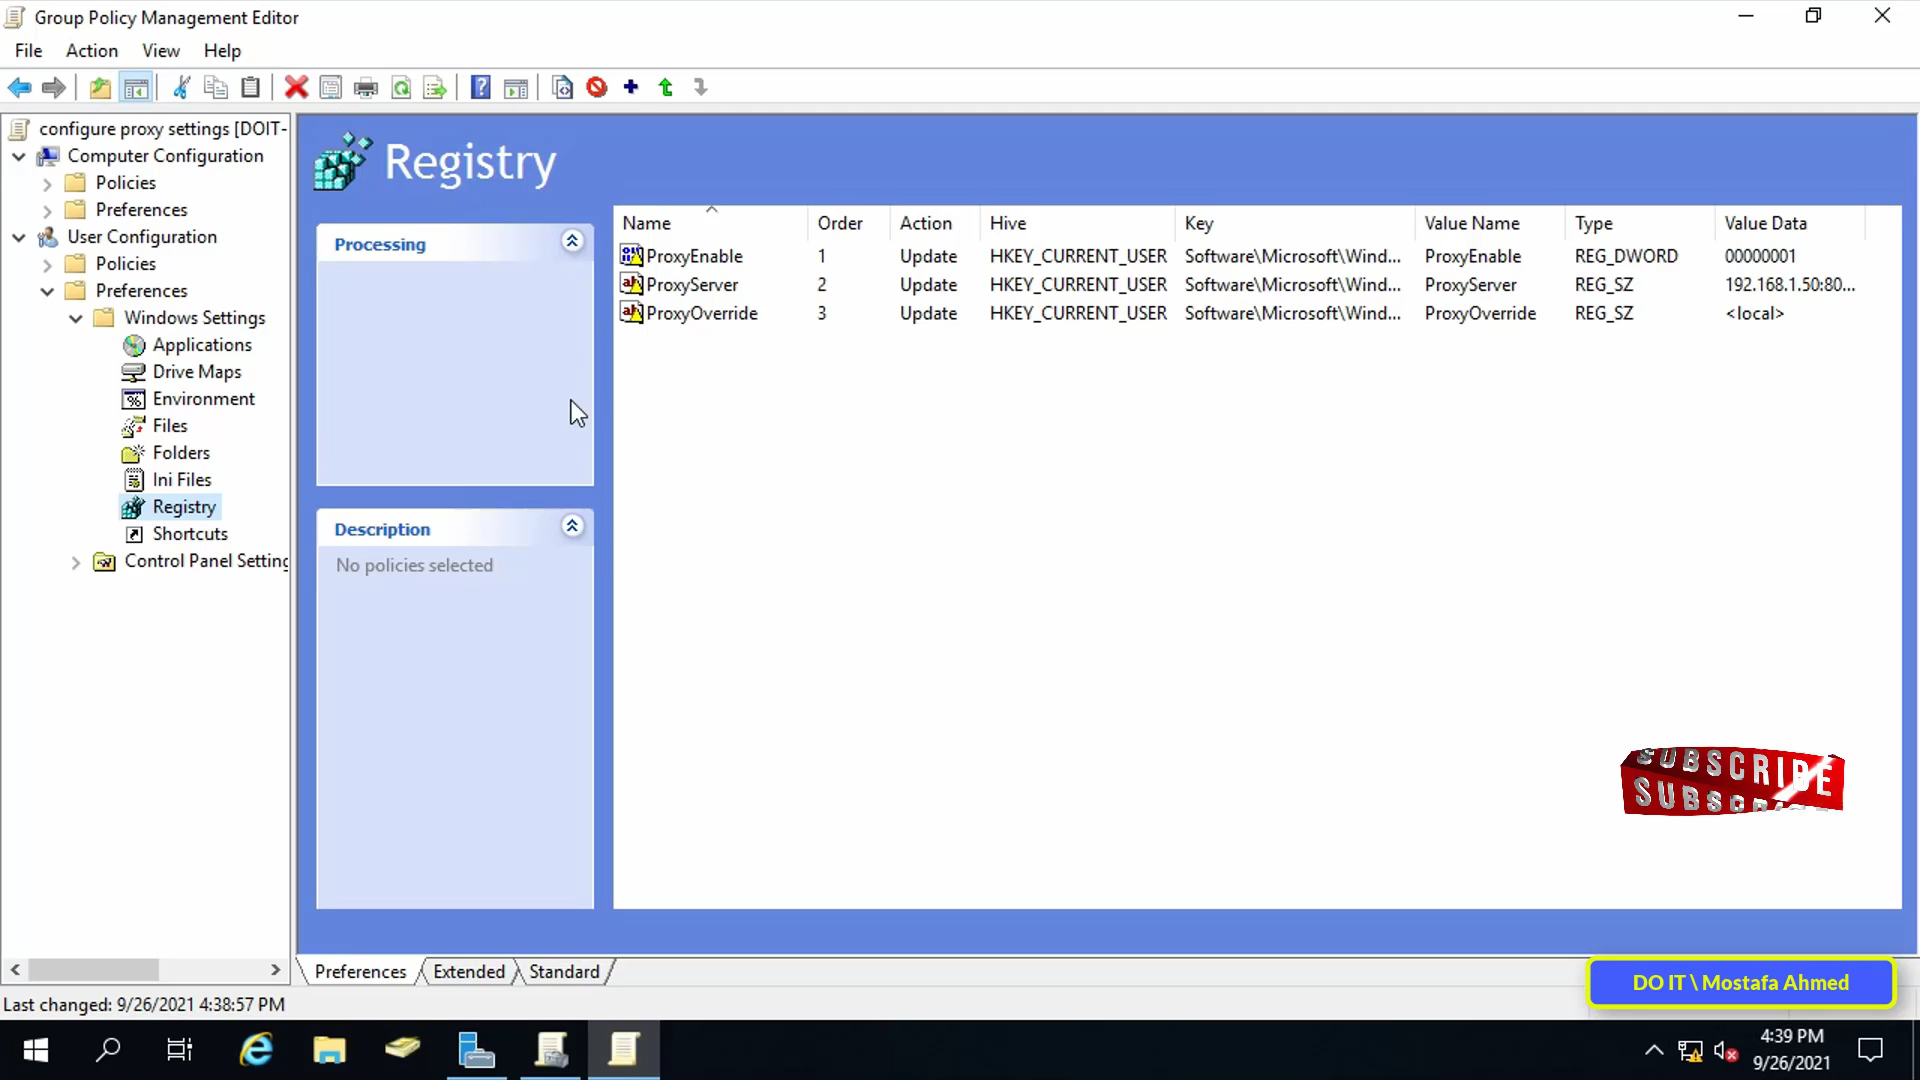 Group Policy Management Editor
File Action View Help
configure proxy settings [DOIT-
Computer Configuration
Policies
Preferences
User Configuration
Policies
Preferences
Windows Settings
Applications
Drive Maps
Environment
Files
Folders
Ini Files
Registry
Shortcuts
Control Panel Setting
Registry
Processing
Description
No policies selected
Name Order Action Hive Key Value Name Type Value Data
ProxyEnable 1 Update HKEY_CURRENT_USER Software\Microsoft\Wind... ProxyEnable REG_DWORD 00000001
ProxyServer 2 Update HKEY_CURRENT_USER Software\Microsoft\Wind... ProxyServer REG_SZ 192.168.1.50:80...
ProxyOverride 3 Update HKEY_CURRENT_USER Software\Microsoft\Wind... ProxyOverride REG_SZ <local>
SUBSCRIBE
SUBSCRIBE
Preferences Extended Standard
DO IT \ Mostafa Ahmed
Last changed: 9/26/2021 4:38:57 PM
4:39 PM
9/26/2021